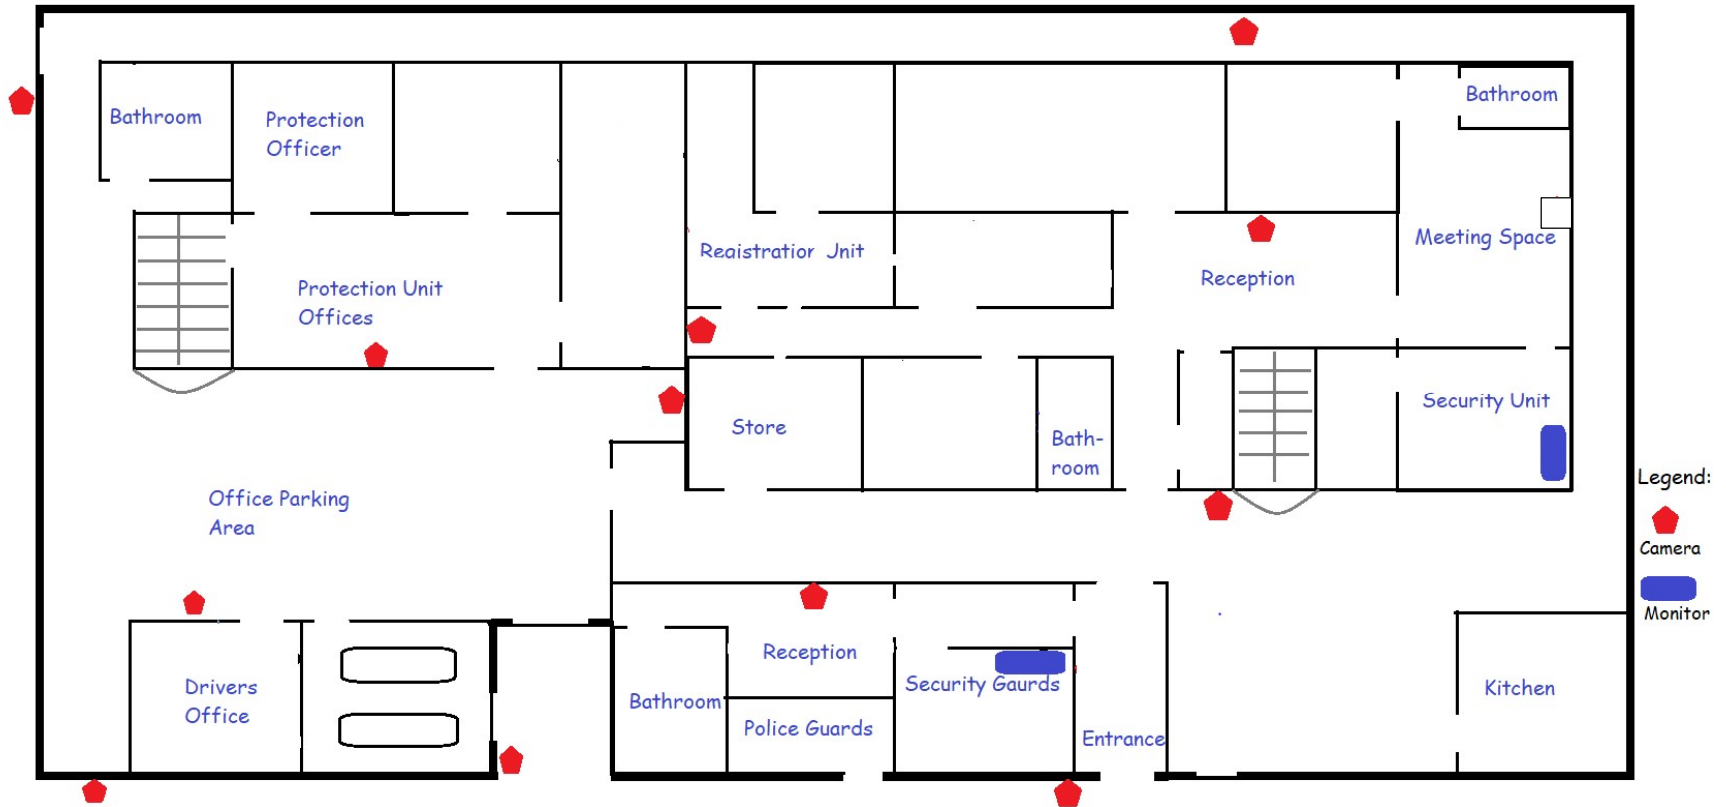 Bathroom
Protection
Officer
Bathroom
Reaistratior Jnit
Meeting Space
Reception
Protection Unit
Offices
Security Unit
Store
Bath-
room
Office Parking
Area
Legend:
Camera
Monitor
Reception
Security Gaurds
Drivers
Office
Bathroom
Police Guards
Entrance
Kitchen